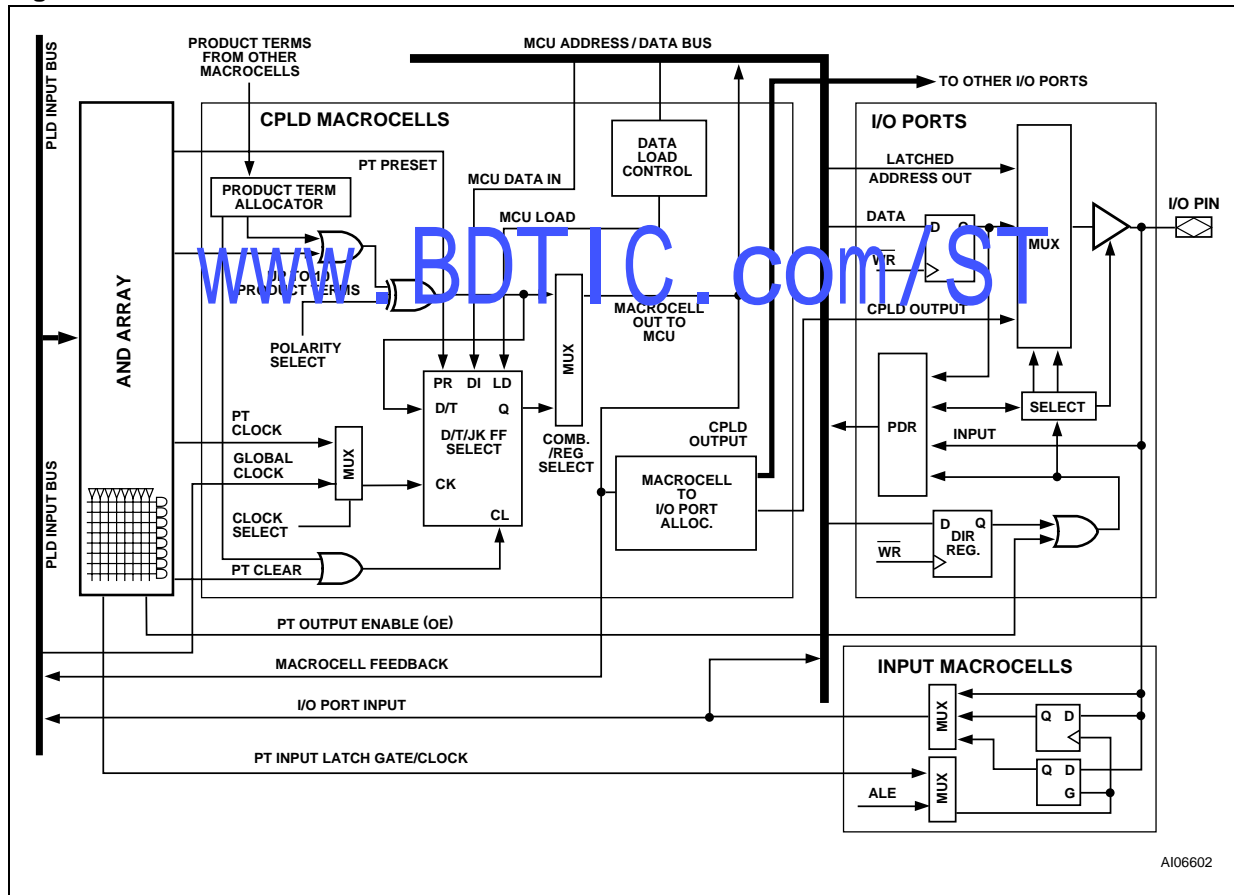 PRODUCT TERMS
FROM OTHER
MACROCELLS
MCU ADDRESS / DATA BUS
TO OTHER I/O PORTS
PLD INPUT BUS
CPLD MACROCELLS
I/O PORTS
PT PRESET
MCU DATA IN
DATA
LOAD
CONTROL
LATCHED
ADDRESS OUT
PRODUCT TERM
ALLOCATOR
MCU LOAD
DATA
D Q
WR
MUX
I/O PIN
www.BDTIC.com/ST
UP TO 10
PRODUCT TERMS
AND ARRAY
POLARITY
SELECT
MUX
MACROCELL
OUT TO
MCU
CPLD OUTPUT
PR DI LD
D/T Q
D/T/JK FF
SELECT
CK
CL
COMB.
/REG
SELECT
CPLD
OUTPUT
PDR
SELECT
INPUT
PT
CLOCK
GLOBAL
CLOCK
MUX
CLOCK
SELECT
MACROCELL
TO
I/O PORT
ALLOC.
PLD INPUT BUS
PT CLEAR
D Q
DIR
REG.
WR
PT OUTPUT ENABLE (OE)
MACROCELL FEEDBACK
INPUT MACROCELLS
I/O PORT INPUT
MUX
Q D
PT INPUT LATCH GATE/CLOCK
Q D
G
MUX
ALE
AI06602